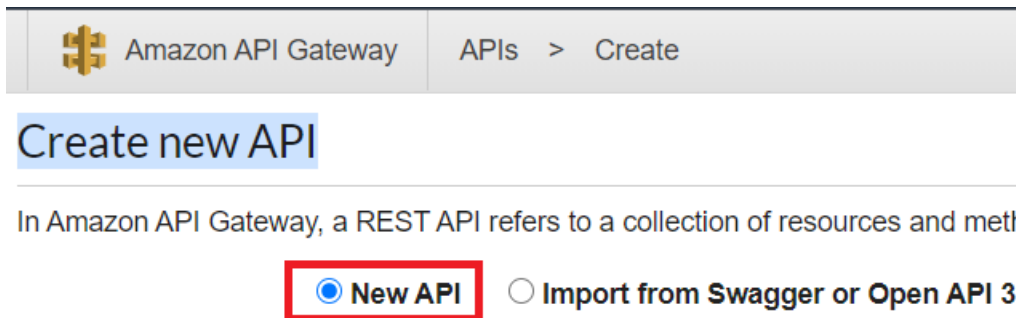 Amazon API Gateway APIs > Create
Create new API
In Amazon API Gateway, a REST API refers to a collection of resources and
New API Import from Swagger or Open API 3